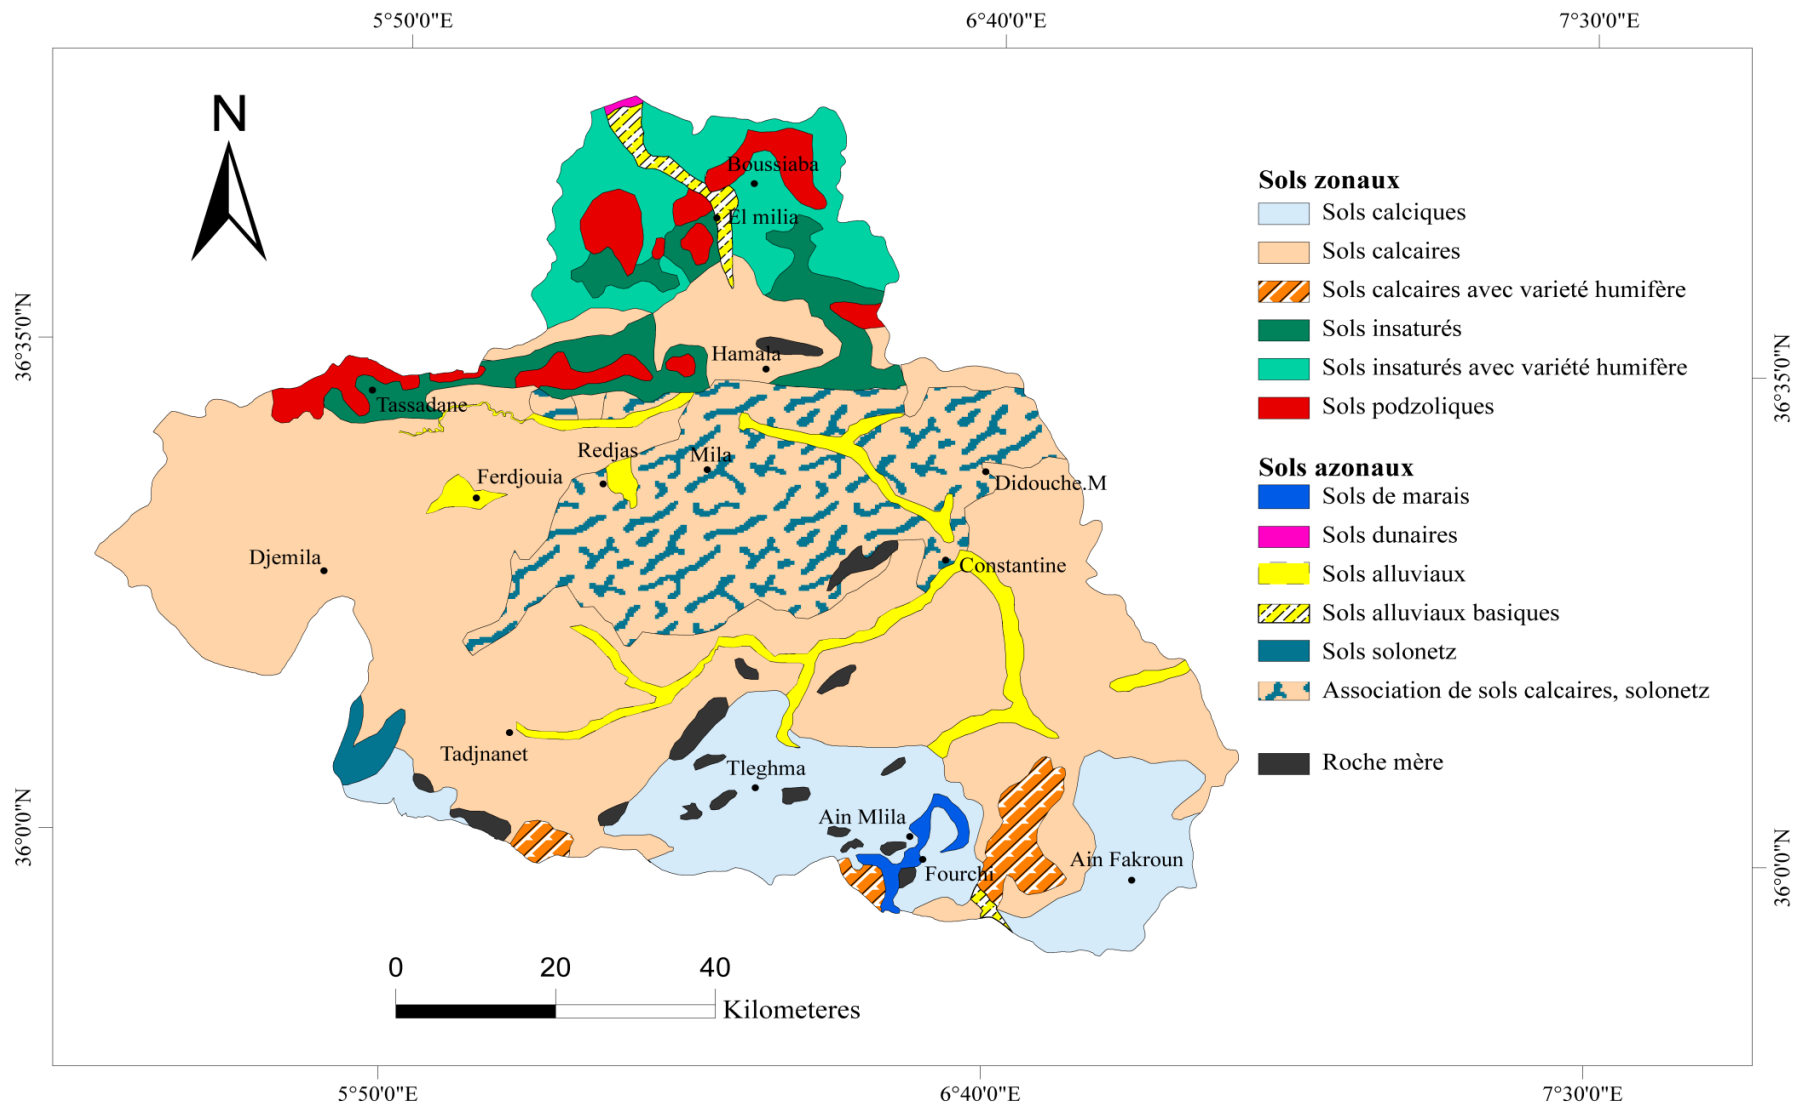 5°50'0"E
6°40'0"E
7°30'0"E
N
36°35'0"N
36°0'0"N
Boussiaba
El milia
Hamala
Tassadane
Redjas
Mila
Ferdjouia
Didouche.M
Djemila
Constantine
Tadjnanet
Tleghma
Ain Mlila
Fourchi
Ain Fakroun
Sols zonaux
Sols calciques
Sols calcaires
Sols calcaires avec varieté humifère
Sols insaturés
Sols insaturés avec variété humifère
Sols podzoliques
Sols azonaux
Sols de marais
Sols dunaires
Sols alluviaux
Sols alluviaux basiques
Sols solonetz
Association de sols calcaires, solonetz
Roche mère
36°35'0"N
36°0'0"N
0 20 40
Kilometeres
5°50'0"E
6°40'0"E
7°30'0"E